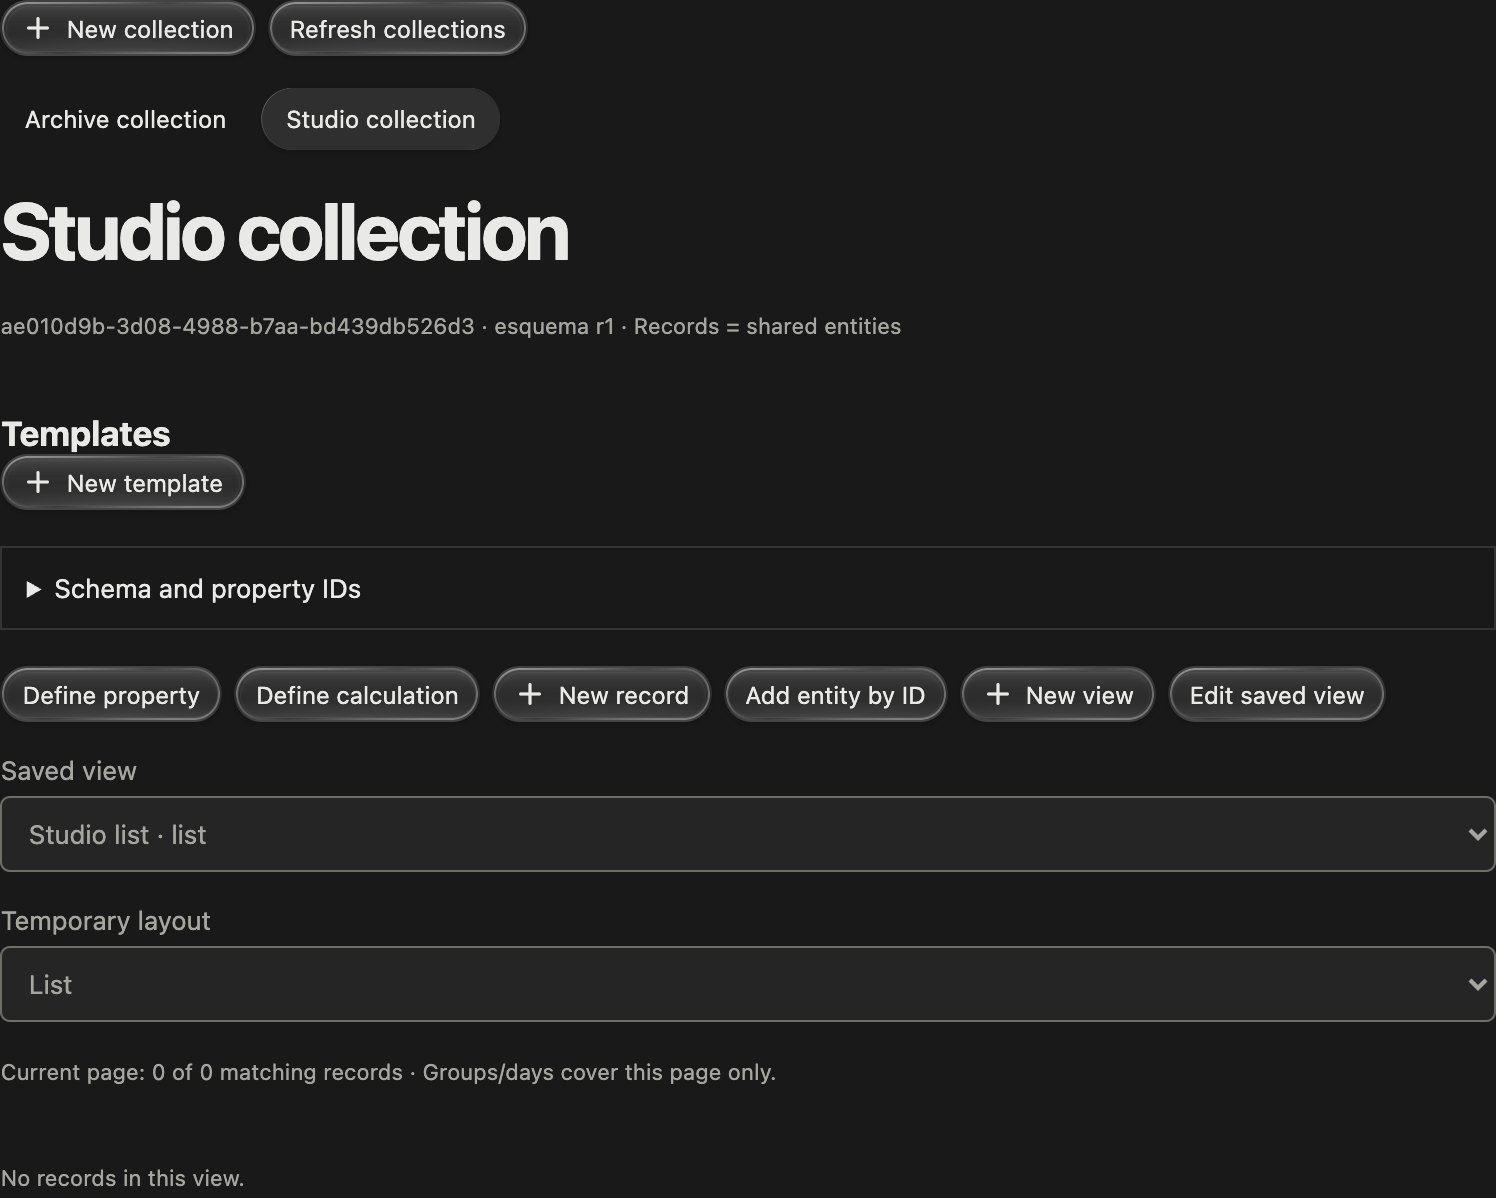 + New collection Refresh collections
Archive collection Studio collection
Studio collection
ae010d9b-3d08-4988-b7aa-bd439db526d3 · esquema r1 · Records = shared entities
Templates
+ New template
▶ Schema and property IDs
Define property Define calculation + New record Add entity by ID + New view Edit saved view
Saved view
Studio list · list
Temporary layout
List
Current page: 0 of 0 matching records · Groups/days cover this page only.
No records in this view.